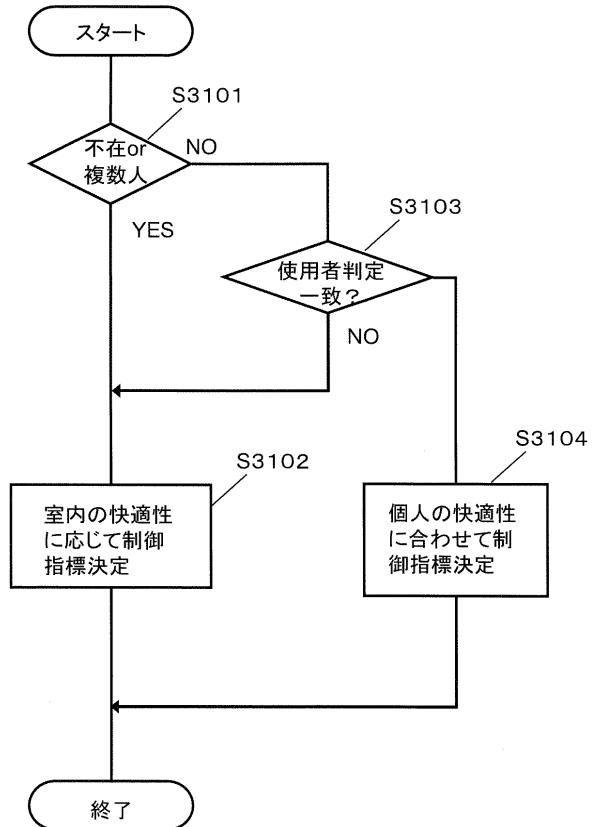 スタート
S3101
不在or
複数人
NO
YES
S3103
使用者判定
一致？
NO
S3102
室内の快適性
に応じて制御
指標決定
S3104
個人の快適性
に合わせて制
御指標決定
終了